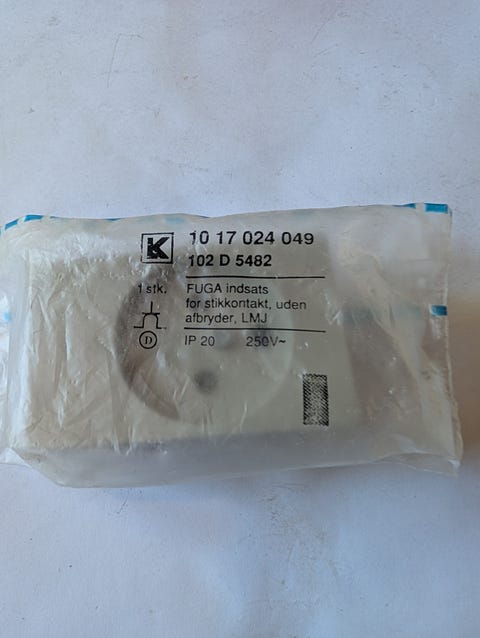 K
10 17 024 049
102 D 5482
1 stk.
FUGA indsats
for stikkontakt, uden
afbryder, LMJ
D
IP 20 250V~